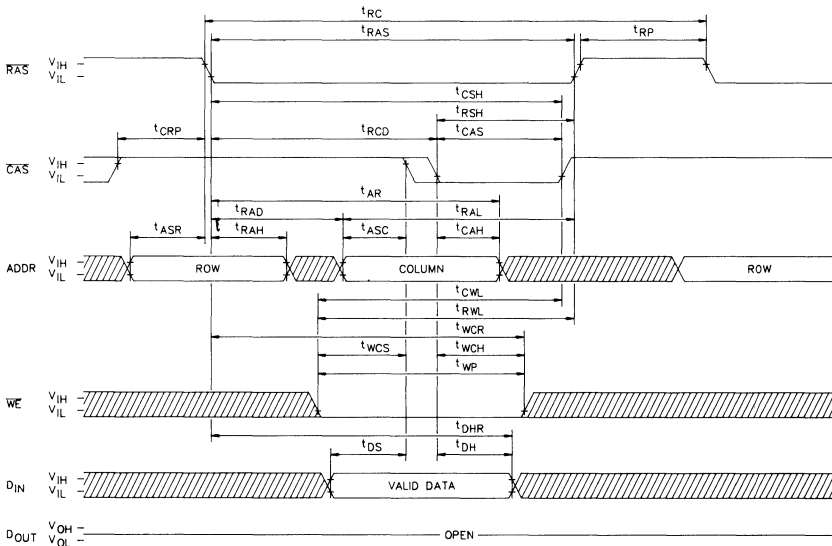 tRC
tRAS
tRP
RAS VIH
VIL
tCSH
tRSH
tCRP tRCD tCAS
CAS VIH
VIL
tAR
tRAD tRAL
tASR tRAH tASC tCAH
ADDR VIH
VIL
ROW COLUMN ROW
tCWL
tRWL
tWCR
tWCS tWCH
tWP
WE VIH
VIL
tDHR
tDS tDH
DIN VIH
VIL
VALID DATA
DOUT VOH
VOL
OPEN